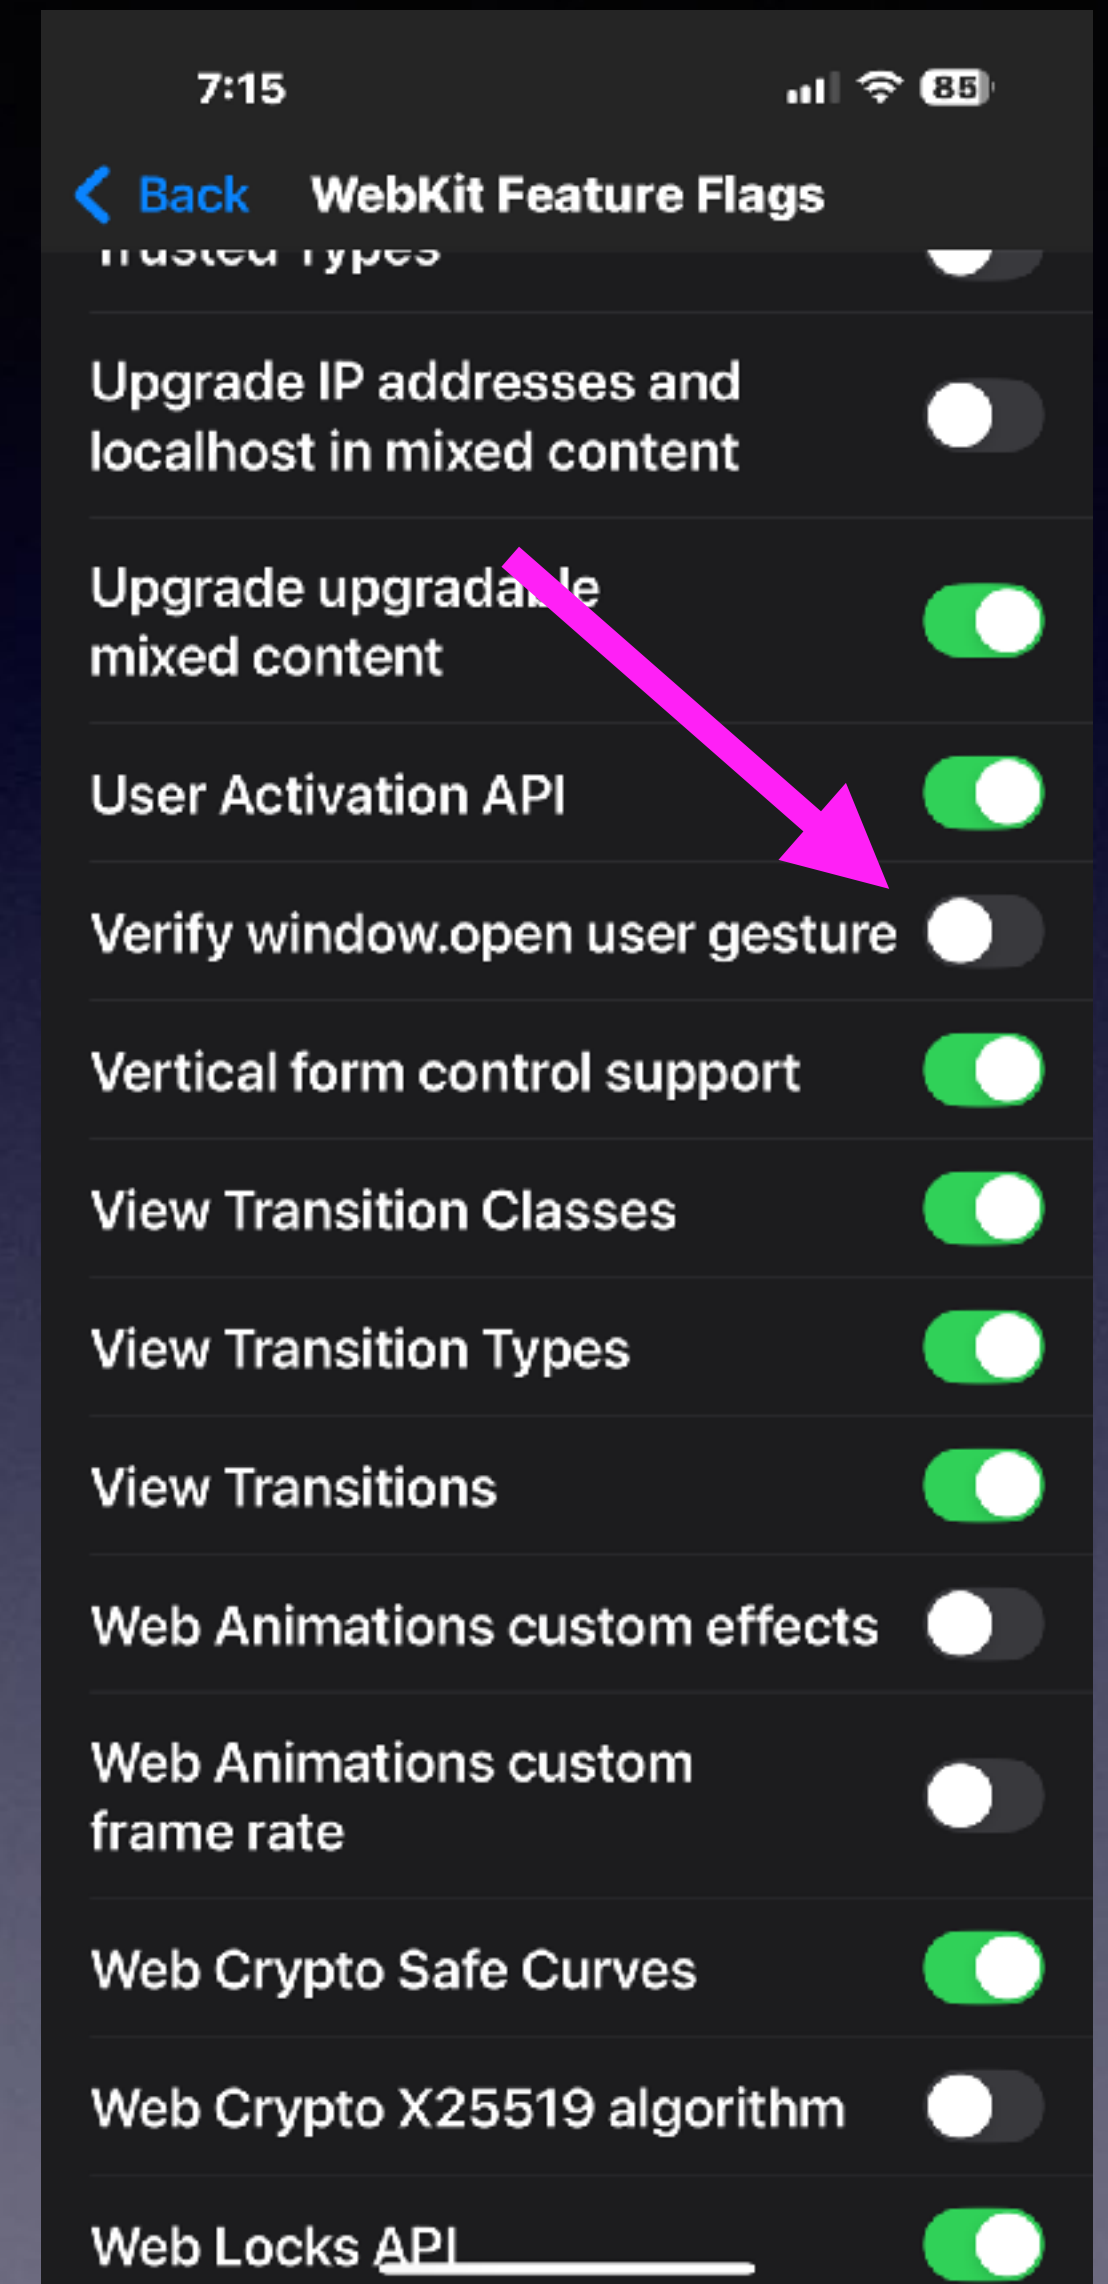 7:15
85
Back
WebKit Feature Flags
Trusted Types
Upgrade IP addresses and
localhost in mixed content
Upgrade upgradable
mixed content
User Activation API
Verify window.open user gesture
Vertical form control support
View Transition Classes
View Transition Types
View Transitions
Web Animations custom effects
Web Animations custom
frame rate
Web Crypto Safe Curves
Web Crypto X25519 algorithm
Web Locks API